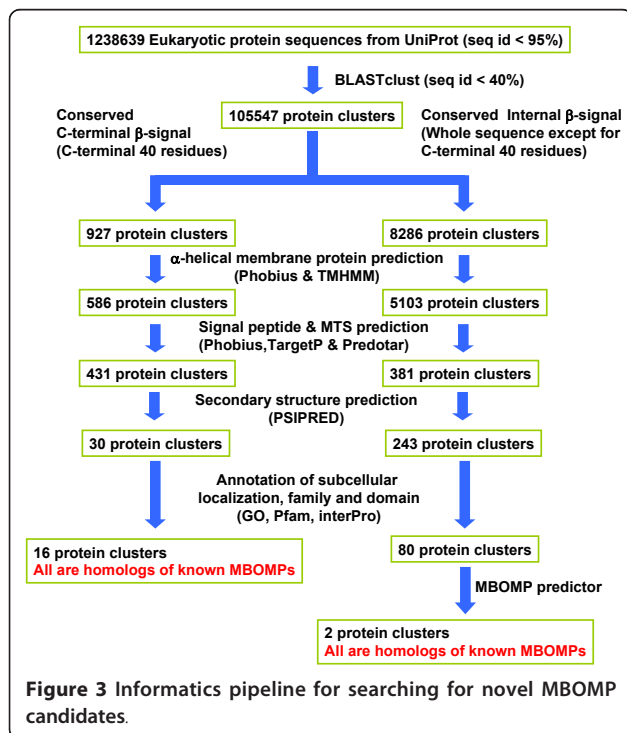 1238639 Eukaryotic protein sequences from UniProt (seq id < 95%)
BLASTclust (seq id < 40%)
105547 protein clusters
Conserved
C-terminal β-signal
(C-terminal 40 residues)
Conserved Internal β-signal
(Whole sequence except for
C-terminal 40 residues)
927 protein clusters
8286 protein clusters
α-helical membrane protein prediction
(Phobius & TMHMM)
586 protein clusters
5103 protein clusters
Signal peptide & MTS prediction
(Phobius,TargetP & Predotar)
431 protein clusters
381 protein clusters
Secondary structure prediction
(PSIPRED)
30 protein clusters
243 protein clusters
Annotation of subcellular
localization, family and domain
(GO, Pfam, interPro)
16 protein clusters
All are homologs of known MBOMPs
80 protein clusters
MBOMP predictor
2 protein clusters
All are homologs of known MBOMPs
Figure 3 Informatics pipeline for searching for novel MBOMP
candidates.